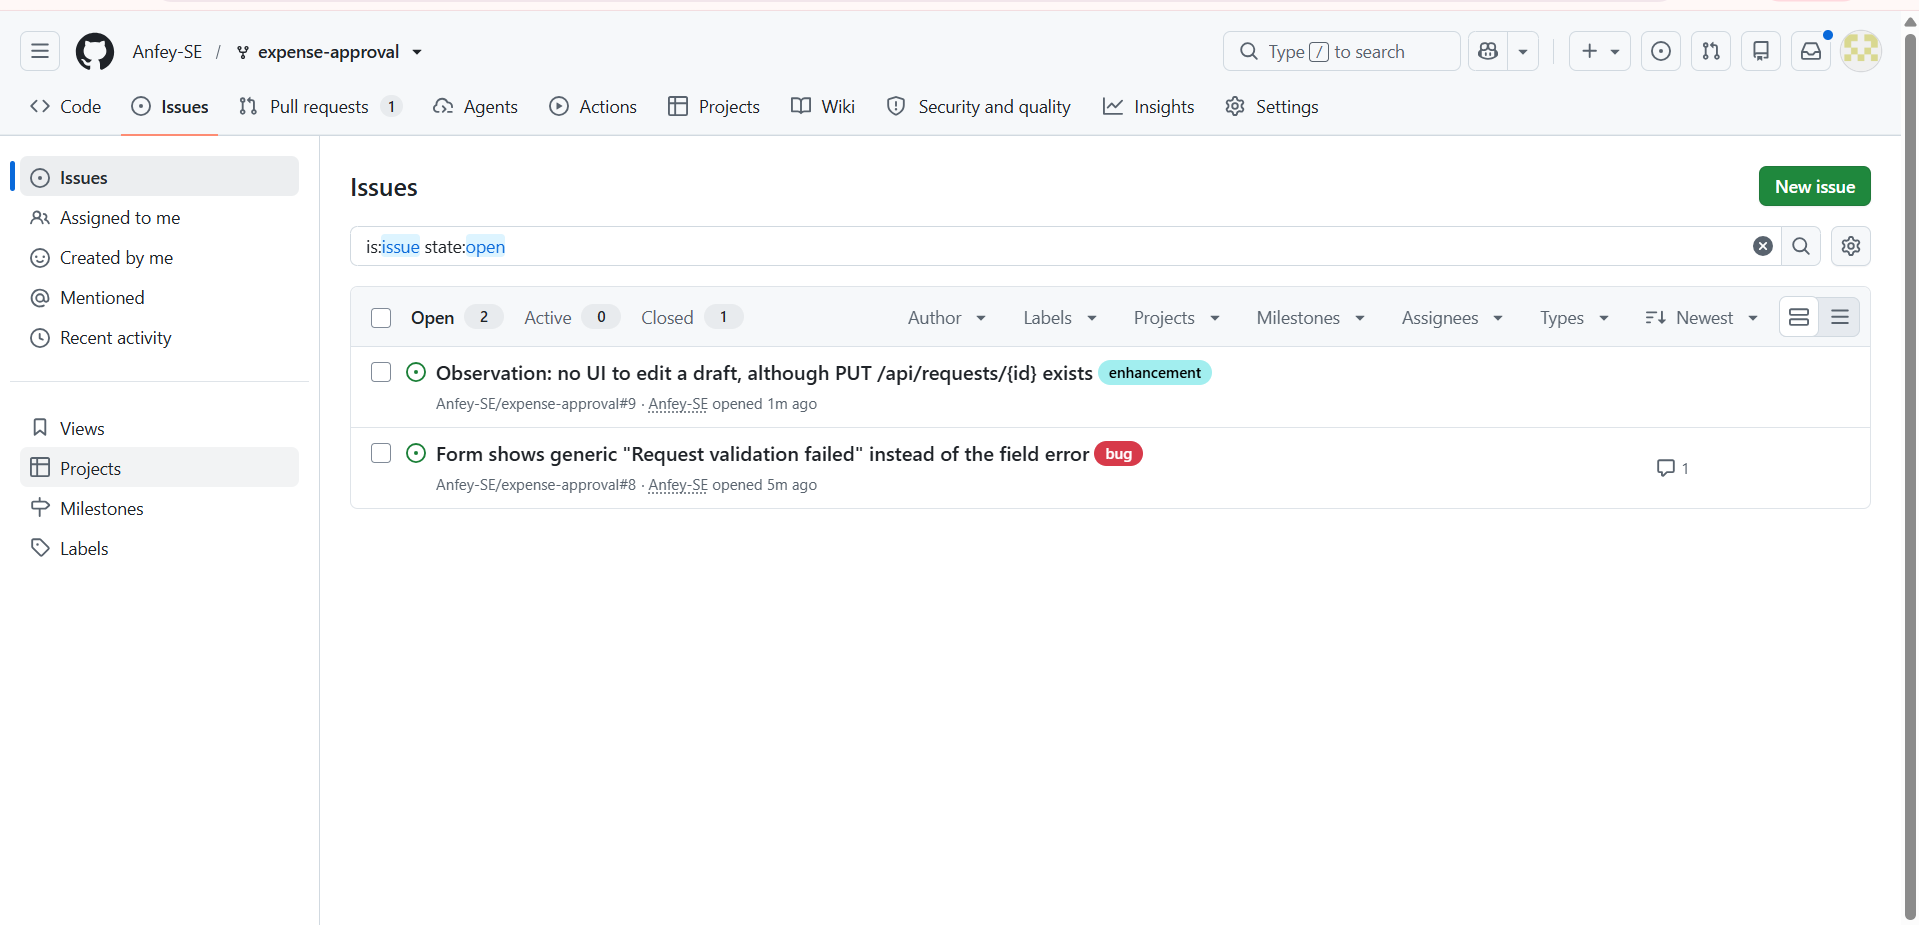 Anfey-SE / expense-approval
Type / to search
Code
Issues
Pull requests 1
Agents
Actions
Projects
Wiki
Security and quality
Insights
Settings
Issues
Assigned to me
Created by me
Mentioned
Recent activity
Views
Projects
Milestones
Labels
Issues
New issue
is:issue state:open
Open 2
Active 0
Closed 1
Author
Labels
Projects
Milestones
Assignees
Types
Newest
Observation: no UI to edit a draft, although PUT /api/requests/{id} exists enhancement
Anfey-SE/expense-approval#9 · Anfey-SE opened 1m ago
Form shows generic "Request validation failed" instead of the field error bug
Anfey-SE/expense-approval#8 · Anfey-SE opened 5m ago
1